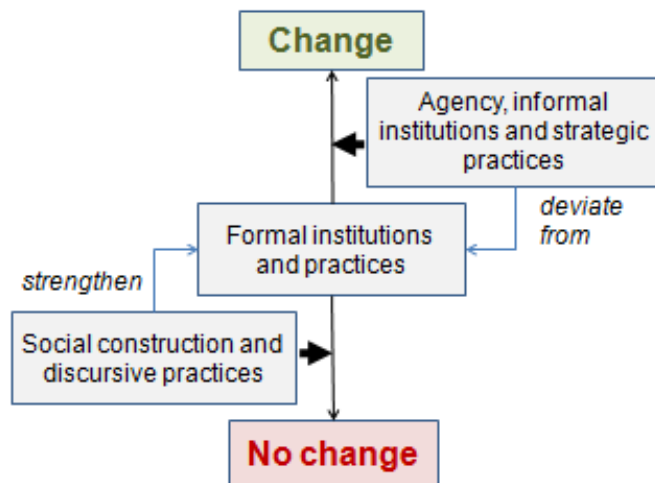 Change
Agency, informal
institutions and strategic
practices
deviate
from
Formal institutions
and practices
strengthen
Social construction and
discursive practices
No change